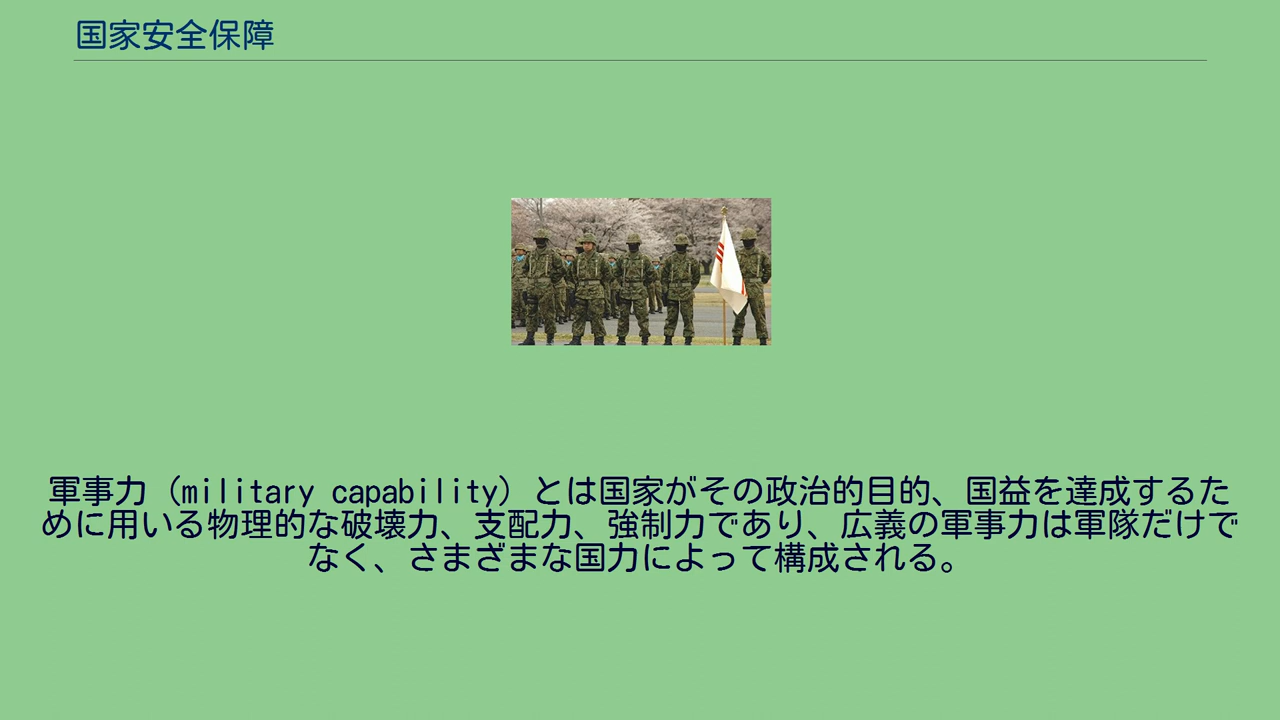 国家安全保障
軍事力（military capability）とは国家がその政治的目的、国益を達成するた
めに用いる物理的な破壊力、支配力、強制力であり、広義の軍事力は軍隊だけで
なく、さまざまな国力によって構成される。